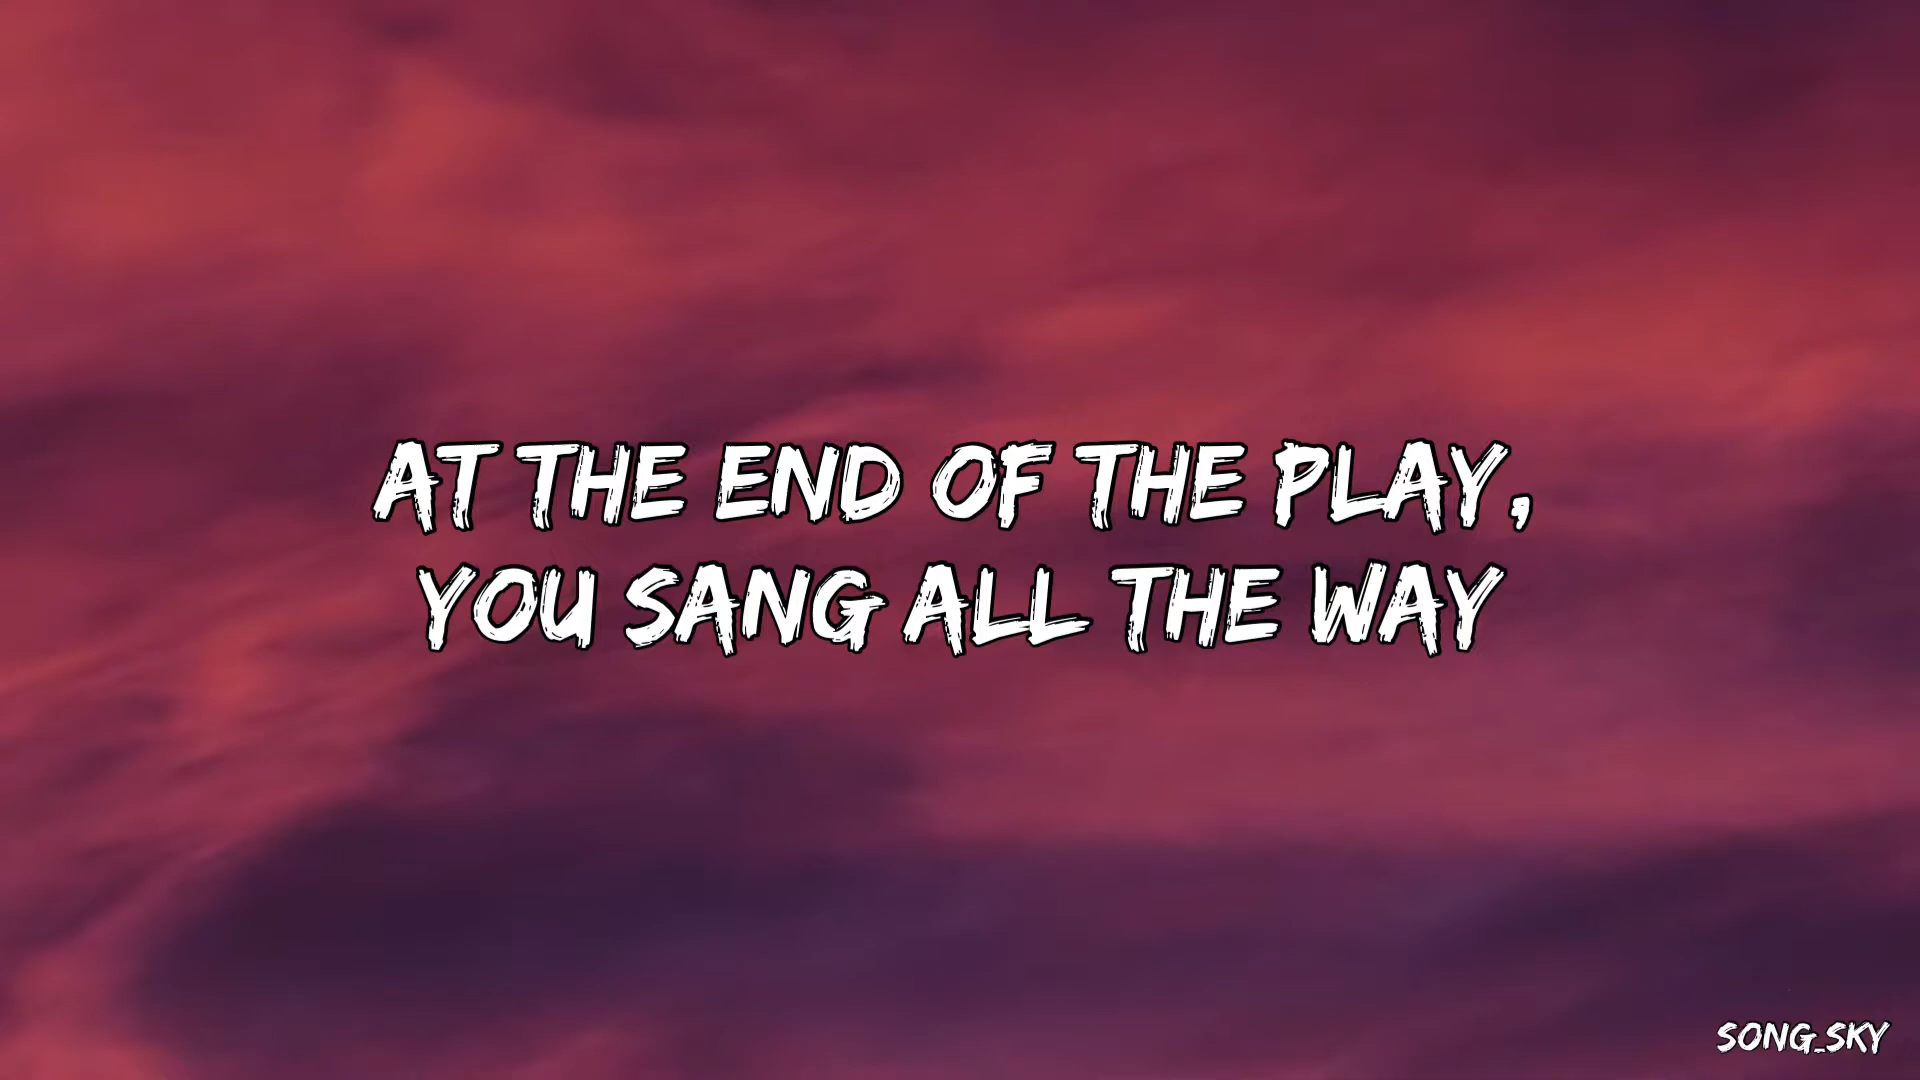 AT THE END OF THE PLAY,
YOU SANG ALL THE WAY
SONG_SKY